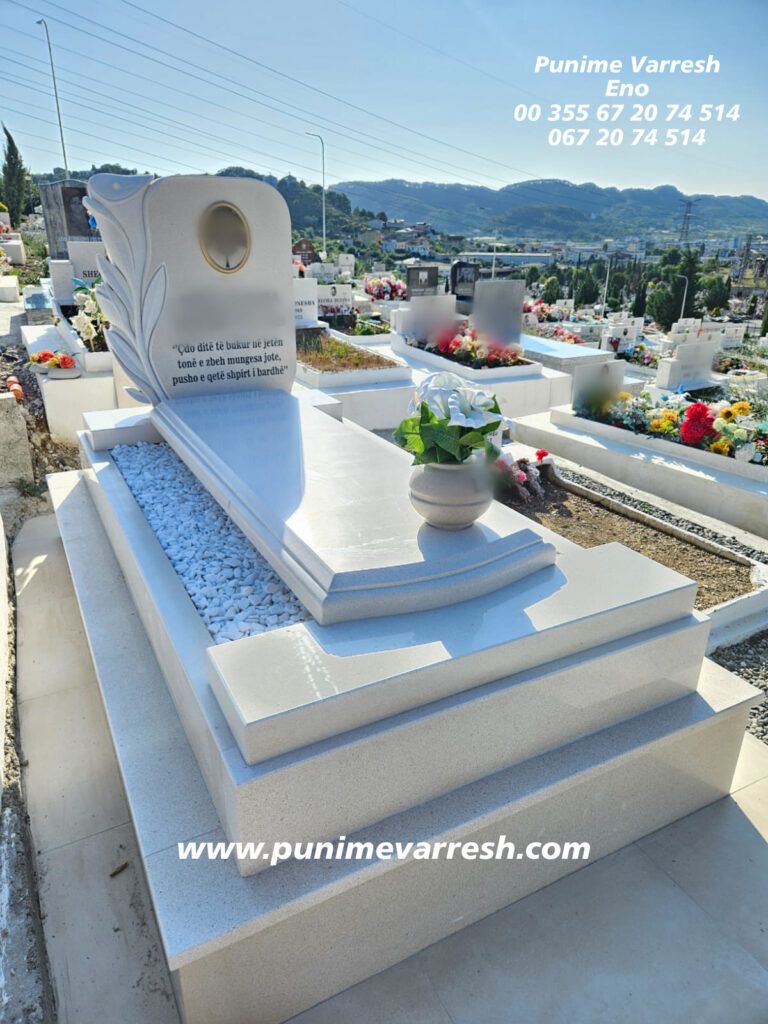 Punime Varresh
Eno
00 355 67 20 74 514
067 20 74 514
"Çdo ditë të bukur në jetën
tonë e zbeh mungesa jote,
pusho e qetë shpirt i bardhë"
www.punimevarresh.com